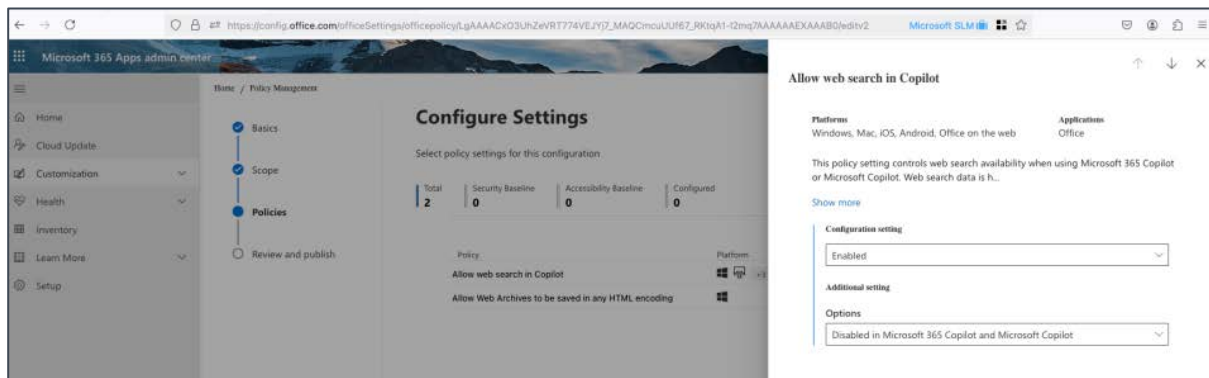 https://config.office.com/officeSettings/officepolicy/LgAAAACxO3UhZeVRT774VEJYj7_MAQCmcuUUf67_RKtqA1-t2mq7AAAAAAEXAAAB0/editv2
Microsoft SLM
Microsoft 365 Apps admin center
Home / Policy Management
Home
Cloud Update
Customization
Health
Inventory
Learn More
Setup
Basics
Scope
Policies
Review and publish
Configure Settings
Select policy settings for this configuration
Total Security Baseline Accessibility Baseline Configured
2 0 0 0
Policy Platform
Allow web search in Copilot
Allow Web Archives to be saved in any HTML encoding
Allow web search in Copilot
Platforms Applications
Windows, Mac, iOS, Android, Office on the web Office
This policy setting controls web search availability when using Microsoft 365 Copilot
or Microsoft Copilot. Web search data is h...
Show more
Configuration setting
Enabled
Additional setting
Options
Disabled in Microsoft 365 Copilot and Microsoft Copilot